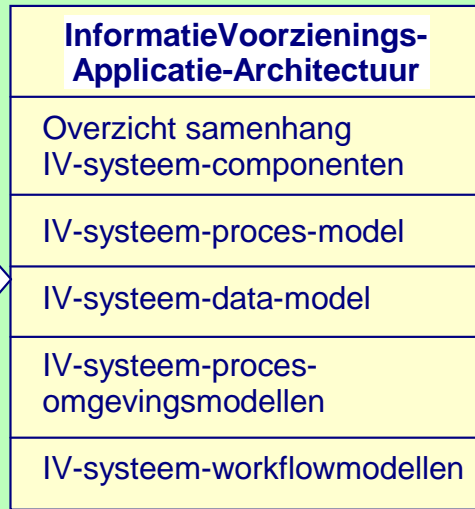 InformatieVoorzienings-
Applicatie-Architectuur
Overzicht samenhang
IV-systeem-componenten
IV-systeem-proces-model
IV-systeem-data-model
IV-systeem-proces-
omgevingsmodellen
IV-systeem-workflowmodellen